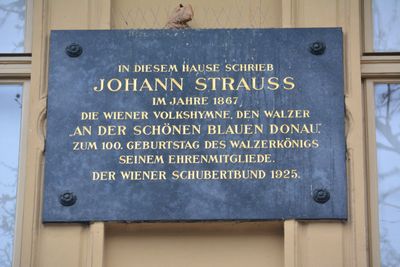 IN DIESEM HAUSE SCHRIEB
JOHANN STRAUSS
IM JAHRE 1867
DIE WIENER VOLKSHYMNE, DEN WALZER
„AN DER SCHÖNEN BLAUEN DONAU“
ZUM 100. GEBURTSTAG DES WALZERKÖNIGS
SEINEM EHRENMITGLIEDE.
DER WIENER SCHUBERTBUND 1925.